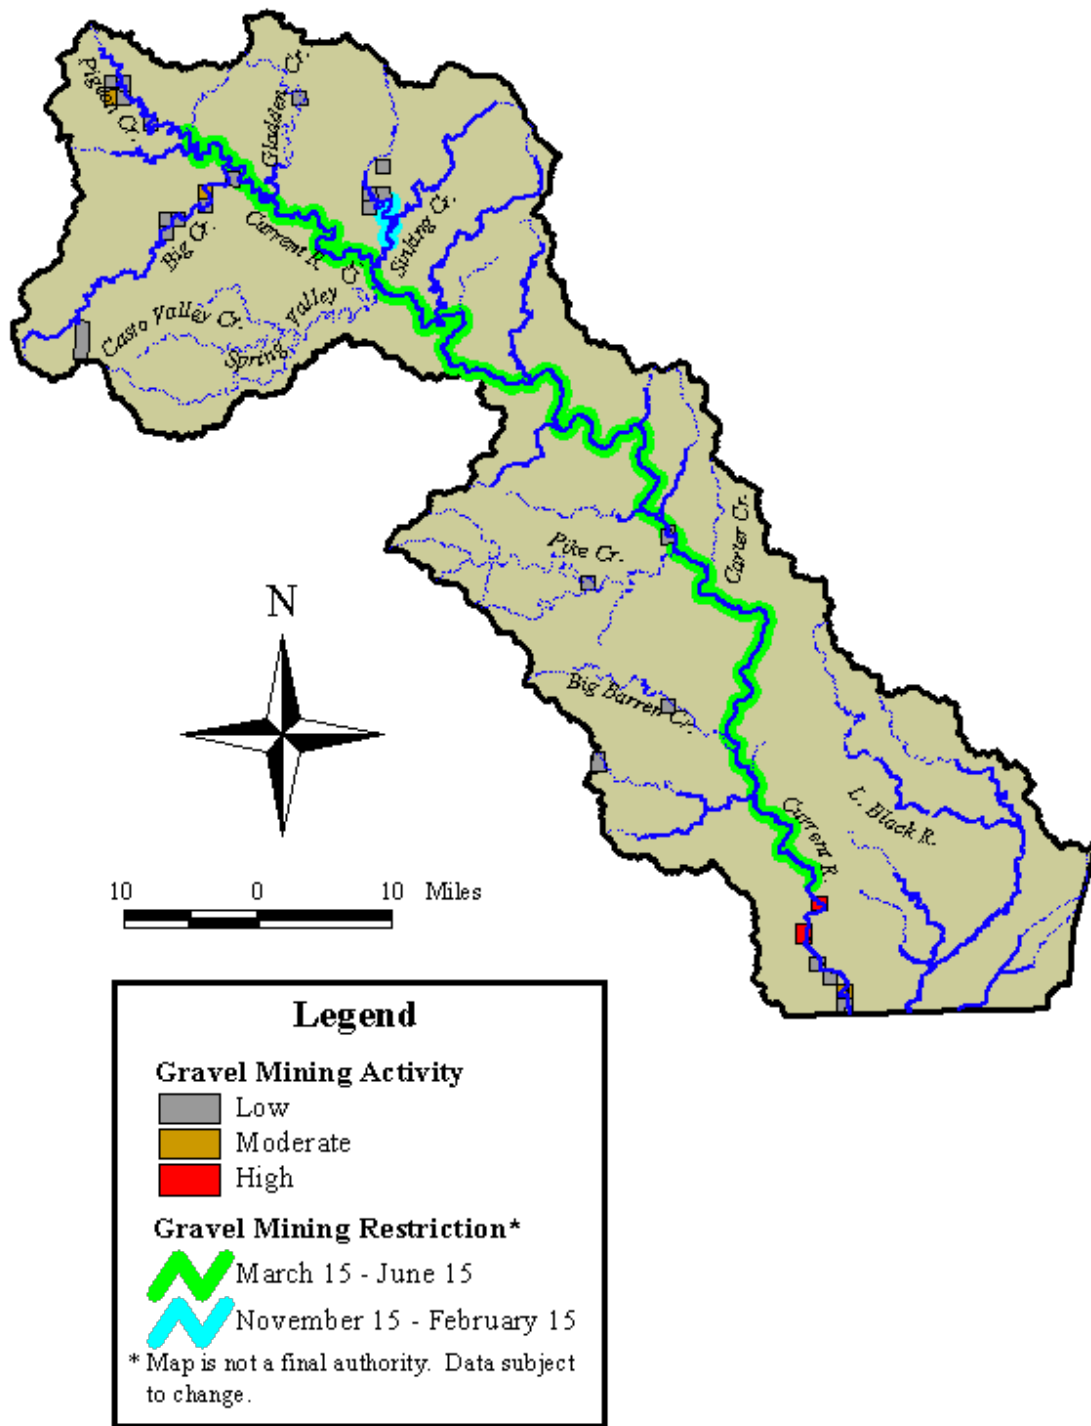 Pigeon Cr.
Gladden Cr.
Sinking Cr.
Current R.
Big Cr.
Casto Valley Cr.
Spring Valley Cr.
Pike Cr.
Carter Cr.
N
Big Barren Cr.
L. Black R.
Current R.
10 0 10 Miles
Legend
Gravel Mining Activity
Low
Moderate
High
Gravel Mining Restriction*
March 15 - June 15
November 15 - February 15
* Map is not a final authority. Data subject
to change.